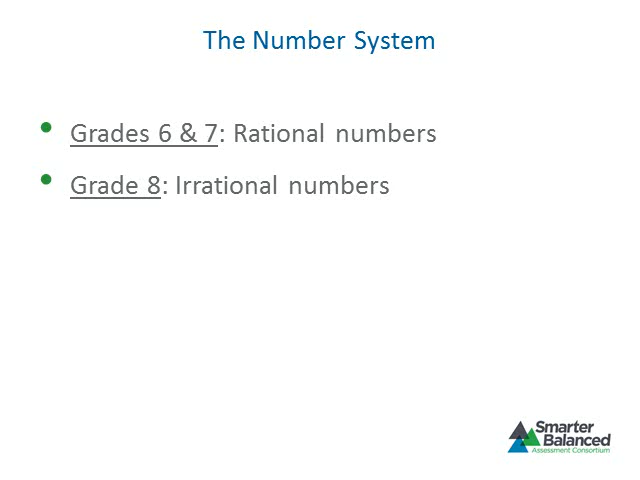 The Number System
• Grades 6 & 7: Rational numbers
• Grade 8: Irrational numbers
Smarter
Balanced
Assessment Consortium